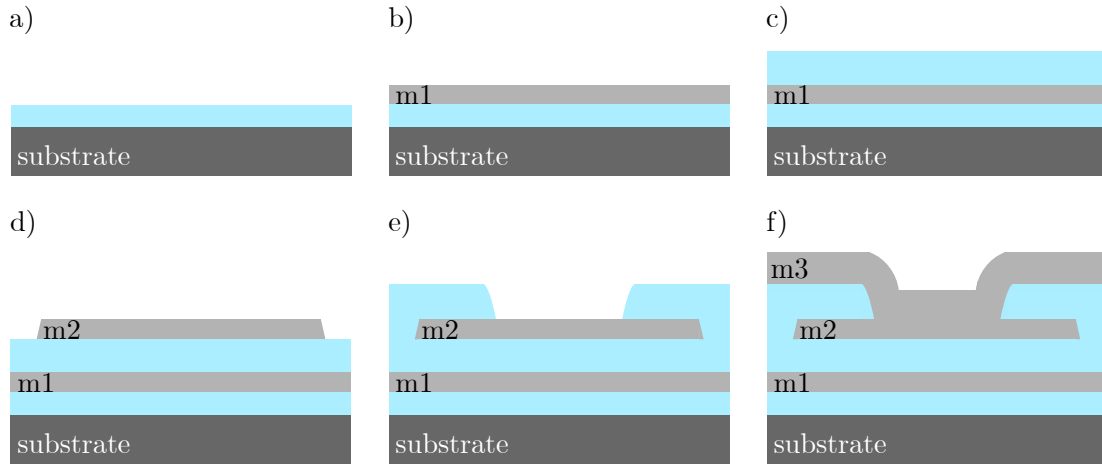 a)
b)
c)
m1
m1
substrate
substrate
substrate
d)
e)
f)
m3
m2
m2
m2
m1
m1
m1
substrate
substrate
substrate